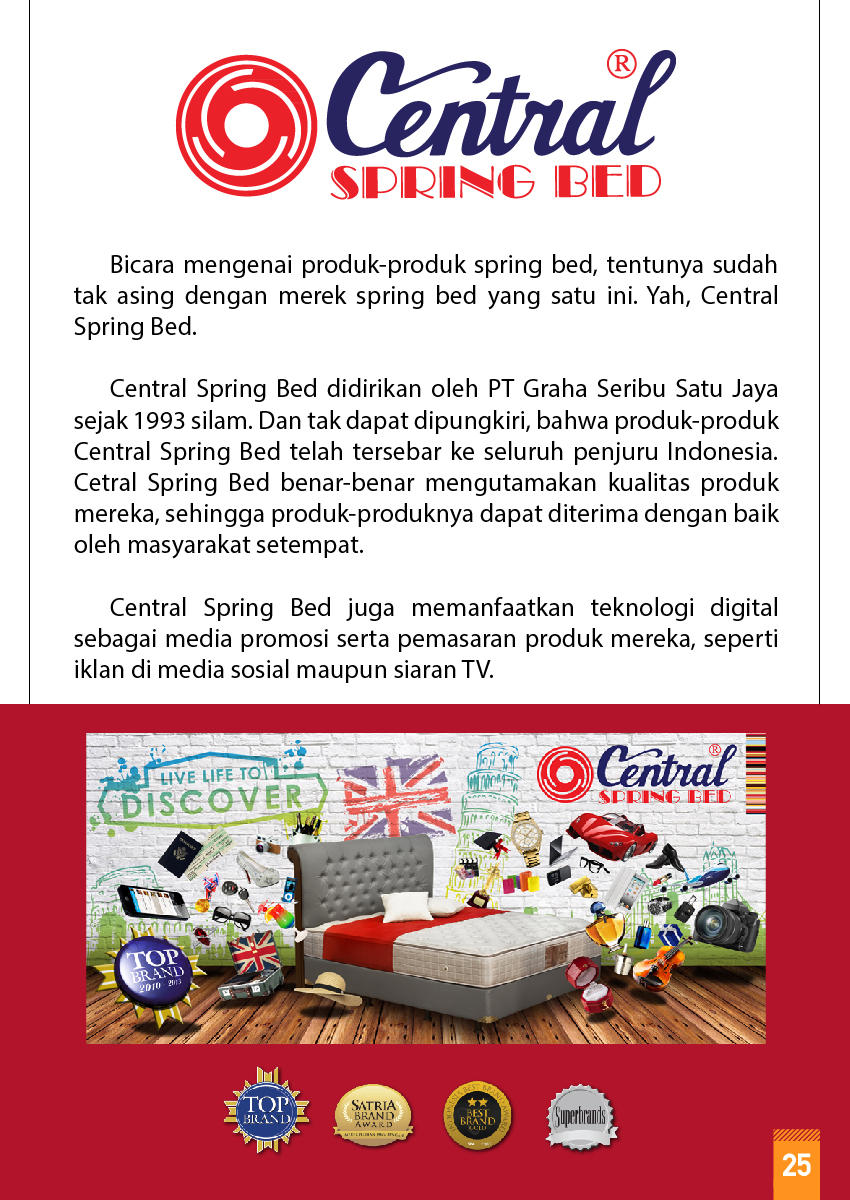 Central ®
SPRING BED
Bicara mengenai produk-produk spring bed, tentunya sudah
tak asing dengan merek spring bed yang satu ini. Yah, Central
Spring Bed.
Central Spring Bed didirikan oleh PT Graha Seribu Satu Jaya
sejak 1993 silam. Dan tak dapat dipungkiri, bahwa produk-produk
Central Spring Bed telah tersebar ke seluruh penjuru Indonesia.
Cetral Spring Bed benar-benar mengutamakan kualitas produk
mereka, sehingga produk-produknya dapat diterima dengan baik
oleh masyarakat setempat.
Central Spring Bed juga memanfaatkan teknologi digital
sebagai media promosi serta pemasaran produk mereka, seperti
iklan di media sosial maupun siaran TV.
LIVE LIFE TO
DISCOVER
Central ®
SPRING BED
TOP
BRAND
2010 - 2013
TOP
BRAND
SATRIA
BRAND
AWARD
BEST
BRAND
GOLD
Superbrands
25